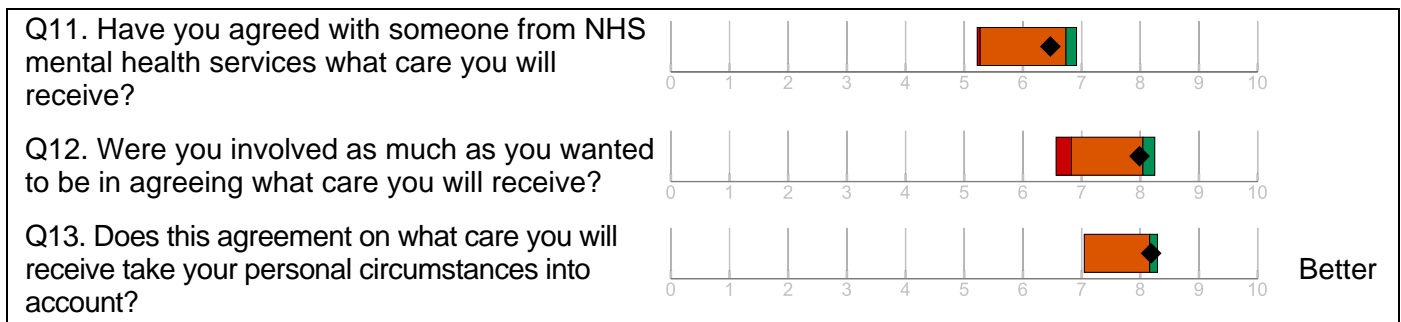 Q11. Have you agreed with someone from NHS
mental health services what care you will
receive?
0 1 2 3 4 5 6 7 8 9 10
Q12. Were you involved as much as you wanted
to be in agreeing what care you will receive?
0 1 2 3 4 5 6 7 8 9 10
Q13. Does this agreement on what care you will
receive take your personal circumstances into
account?
0 1 2 3 4 5 6 7 8 9 10
Better